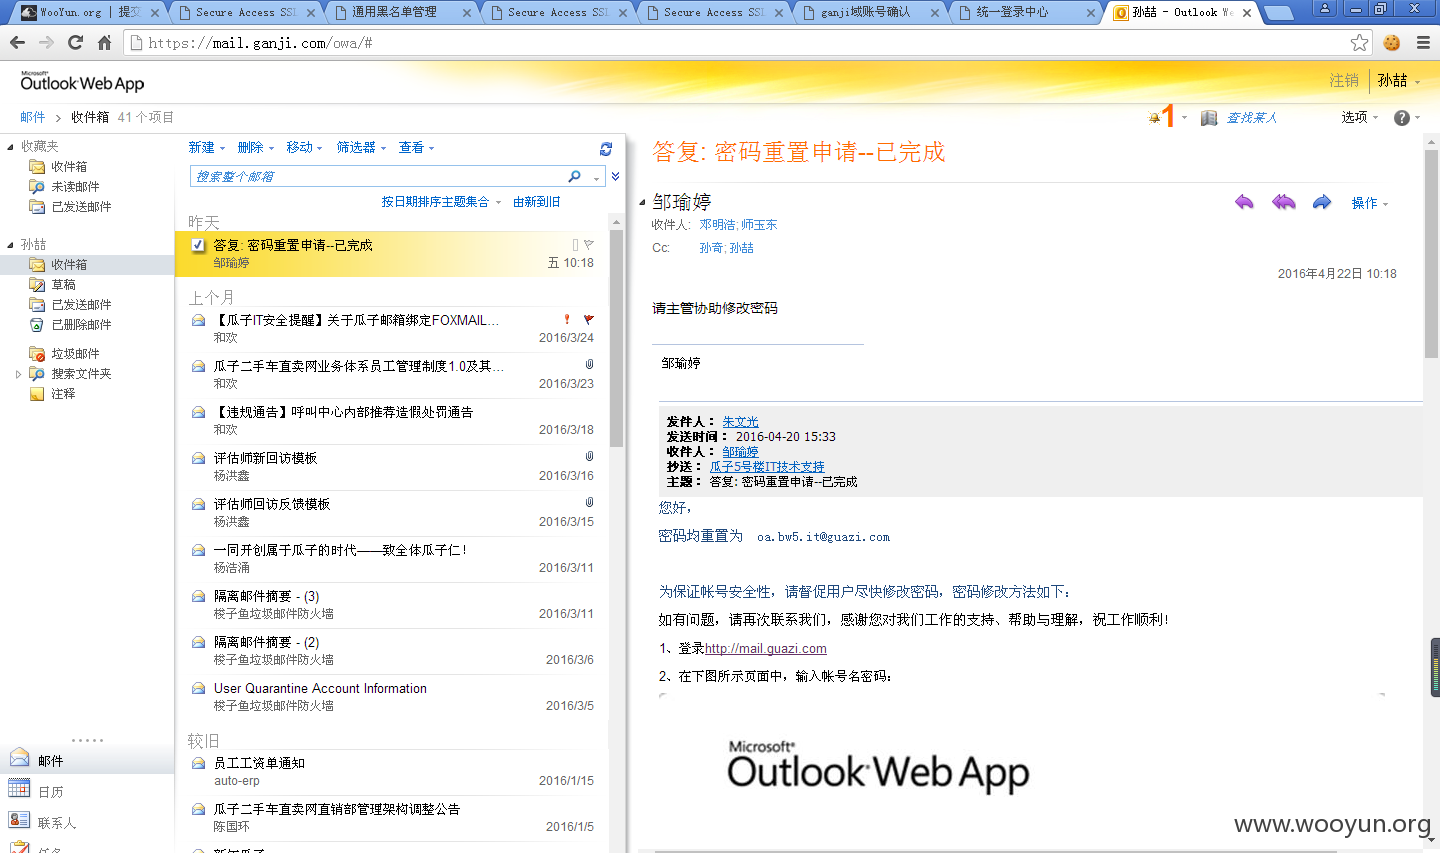 WooYun.org | 提交
Secure Access SSL
通用黑名单管理
Secure Access SSL
Secure Access SSL
ganji域账号确认
统一登录中心
孙喆 - Outlook We
https://mail.ganji.com/owa/#
Microsoft®
Outlook Web App
注销
孙喆
邮件 > 收件箱 41 个项目
1
查找某人
选项
收藏夹
收件箱
未读邮件
已发送邮件
孙喆
收件箱
草稿
已发送邮件
已删除邮件
垃圾邮件
搜索文件夹
注释
邮件
日历
联系人
任务
新建 删除 移动 筛选器 查看
搜索整个邮箱
按日期排序主题集合 由新到旧
昨天
答复: 密码重置申请--已完成
邹瑜婷 五 10:18
上个月
【瓜子IT安全提醒】关于瓜子邮箱绑定FOXMAIL...
和欢 2016/3/24
瓜子二手车直卖网业务体系员工管理制度1.0及其...
和欢 2016/3/23
【违规通告】呼叫中心内部推荐造假处罚通告
和欢 2016/3/18
评估师新回访模板
杨洪鑫 2016/3/16
评估师回访反馈模板
杨洪鑫 2016/3/15
一同开创属于瓜子的时代——致全体瓜子仁!
杨浩涌 2016/3/11
隔离邮件摘要 - (3)
梭子鱼垃圾邮件防火墙 2016/3/11
隔离邮件摘要 - (2)
梭子鱼垃圾邮件防火墙 2016/3/6
User Quarantine Account Information
梭子鱼垃圾邮件防火墙 2016/3/5
较旧
员工工资单通知
auto-erp 2016/1/15
瓜子二手车直卖网直销部管理架构调整公告
陈国环 2016/1/5
答复: 密码重置申请--已完成
邹瑜婷
操作
收件人: 邓明浩; 师玉东
Cc: 孙奇; 孙喆
2016年4月22日 10:18
请主管协助修改密码
邹瑜婷
发件人： 朱文光
发送时间： 2016-04-20 15:33
收件人： 邹瑜婷
抄送： 瓜子5号楼IT技术支持
主题： 答复: 密码重置申请--已完成
您好，
密码均重置为 oa.bw5.it@guazi.com
为保证帐号安全性，请督促用户尽快修改密码，密码修改方法如下：
如有问题，请再次联系我们，感谢您对我们工作的支持、帮助与理解，祝工作顺利！
1、登录http://mail.guazi.com
2、在下图所示页面中，输入帐号名密码：
Microsoft®
Outlook Web App
www.wooyun.org